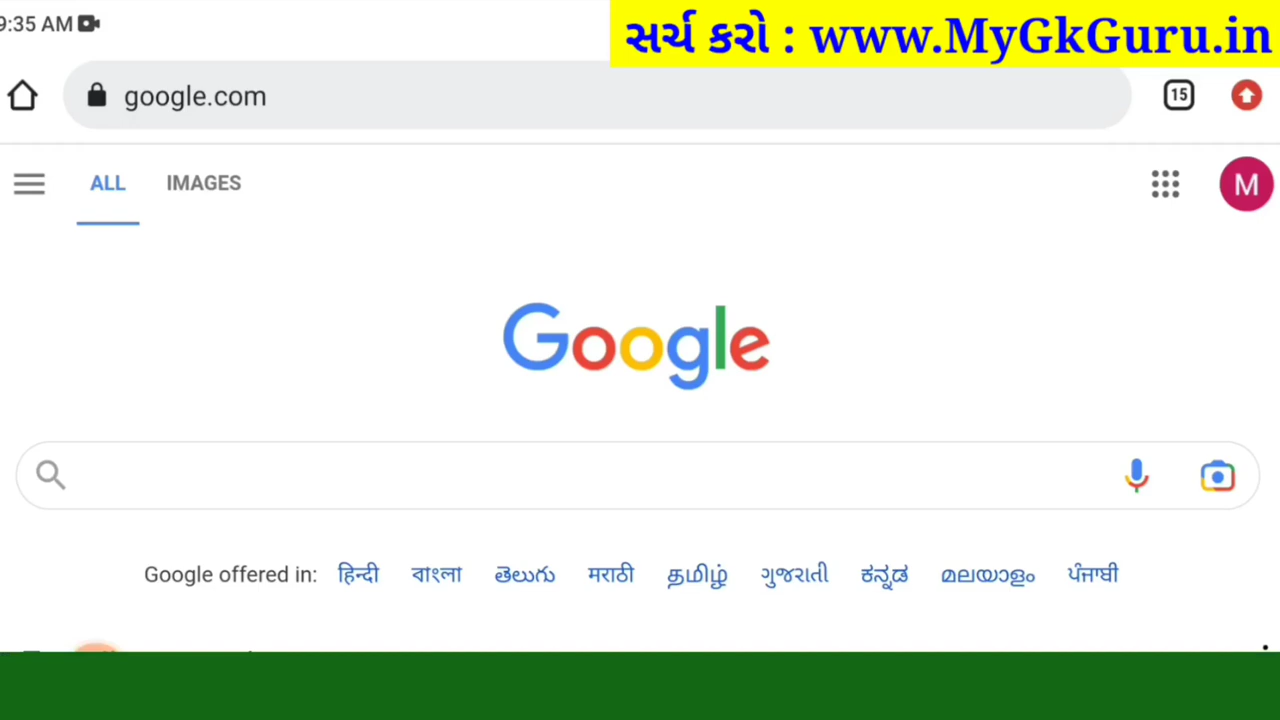 9:35 AM
સર્ચ કરો : www.MyGkGuru.in
google.com
15
ALL IMAGES
M
Google
Google offered in: हिन्दी বাংলা తెలుగు मराठी தமிழ் ગુજરાતી ಕನ್ನಡ മലയാളം ਪੰਜਾਬੀ